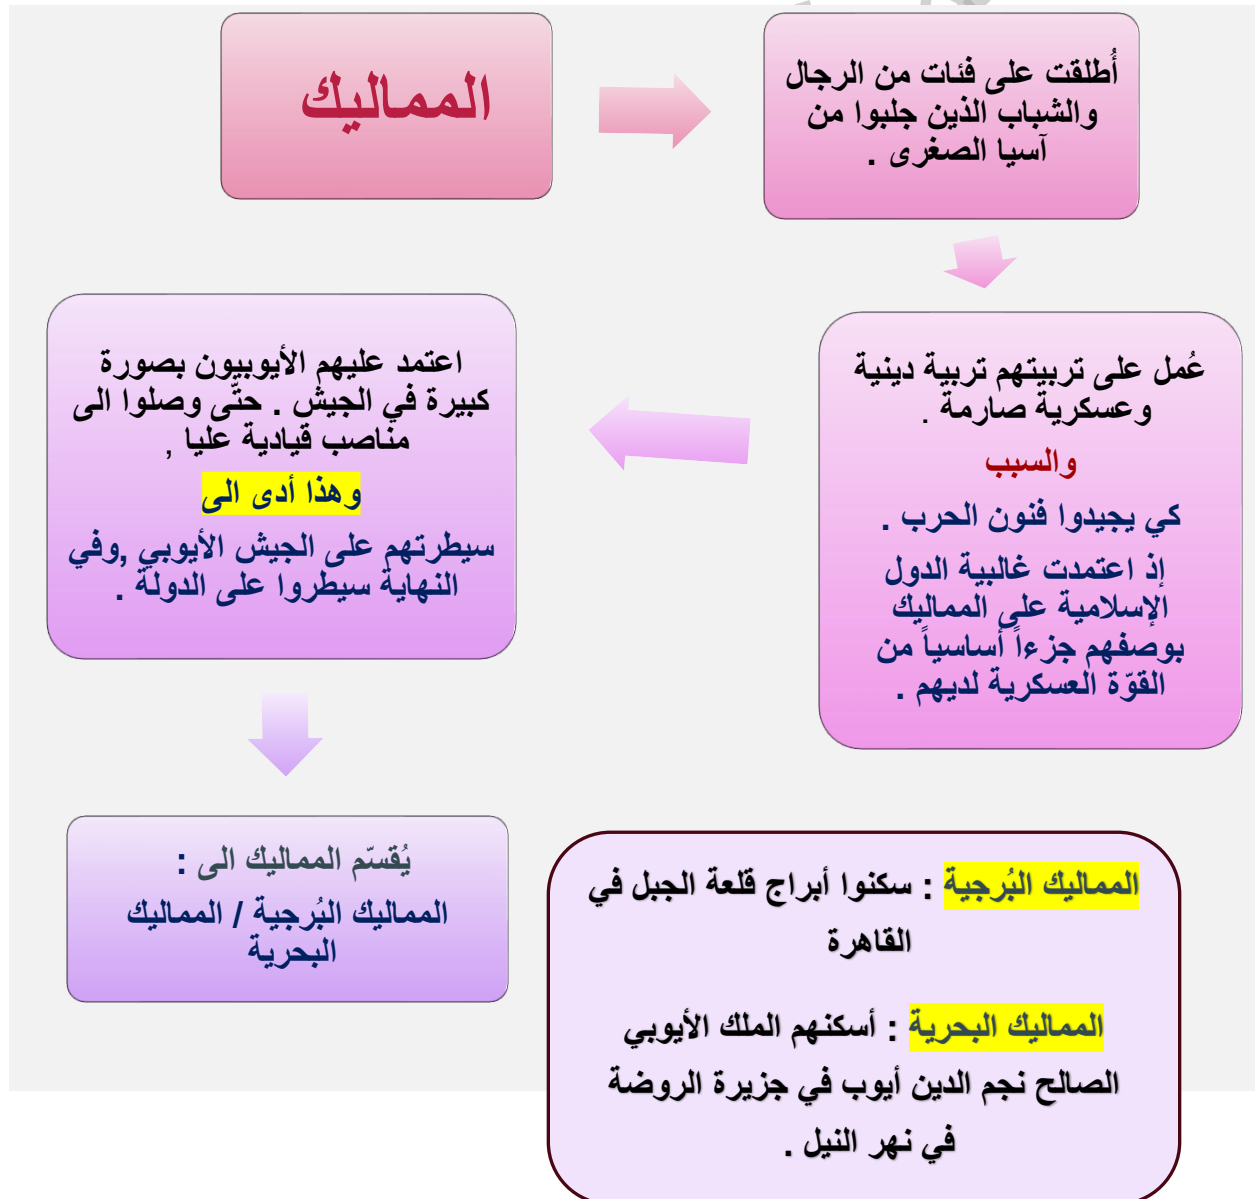 المماليك
أُطلقت على فئات من الرجال
والشباب الذين جلبوا من
آسيا الصغرى .
عُمل على تربيتهم تربية دينية
وعسكرية صارمة .
والسبب
كي يجيدوا فنون الحرب .
إذ اعتمدت غالبية الدول
الإسلامية على المماليك
بوصفهم جزءاً أساسياً من
القوّة العسكرية لديهم .
اعتمد عليهم الأيوبيون بصورة
كبيرة في الجيش . حتّى وصلوا الى
مناصب قيادية عليا ,
وهذا أدى الى
سيطرتهم على الجيش الأيوبي ,وفي
النهاية سيطروا على الدولة .
يُقسّم المماليك الى :
المماليك البُرجية / المماليك
البحرية
المماليك البُرجية : سكنوا أبراج قلعة الجبل في
القاهرة
المماليك البحرية : أسكنهم الملك الأيوبي
الصالح نجم الدين أيوب في جزيرة الروضة
في نهر النيل .